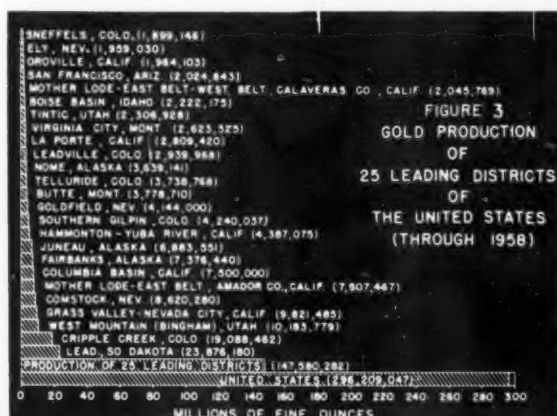 SNEFFELS, COLO. (1,899,146)
ELY, NEV. (1,959,030)
OROVILLE, CALIF (1,964,103)
SAN FRANCISCO, ARIZ. (2,024,843)
MOTHER LODE-EAST BELT-WEST BELT, CALAVERAS CO., CALIF. (2,045,769)
BOISE BASIN, IDAHO (2,222,175)
TINTIC, UTAH (2,306,928)
VIRGINIA CITY, MONT. (2,623,325)
LA PORTE, CALIF (2,809,420)
LEADVILLE, COLO (2,939,968)
NOME, ALASKA (3,639,141)
TELLURIDE, COLO (3,738,768)
BUTTE, MONT. (3,778,710)
GOLDFIELD, NEV. (4,144,000)
SOUTHERN GILPIN, COLO (4,240,037)
HAMMONTON-YUBA RIVER, CALIF (4,387,075)
JUNEAU, ALASKA (6,883,551)
FAIRBANKS, ALASKA (7,376,440)
COLUMBIA BASIN, CALIF. (7,500,000)
MOTHER LODE-EAST BELT, AMADOR CO., CALIF. (7,907,467)
COMSTOCK, NEV. (8,620,280)
GRASS VALLEY-NEVADA CITY, CALIF (9,821,485)
WEST MOUNTAIN (BINGHAM), UTAH (10,183,779)
CRIPPLE CREEK, COLO (19,088,462)
LEAD, SO DAKOTA (23,876,180)
PRODUCTION OF 25 LEADING DISTRICTS (147,580,282)
UNITED STATES (296,209,047)
0 20 40 60 80 100 120 140 160 180 200 220 240 260 280 300
MILLIONS OF FINE OUNCES
FIGURE 3
GOLD PRODUCTION
OF
25 LEADING DISTRICTS
OF
THE UNITED STATES
(THROUGH 1958)